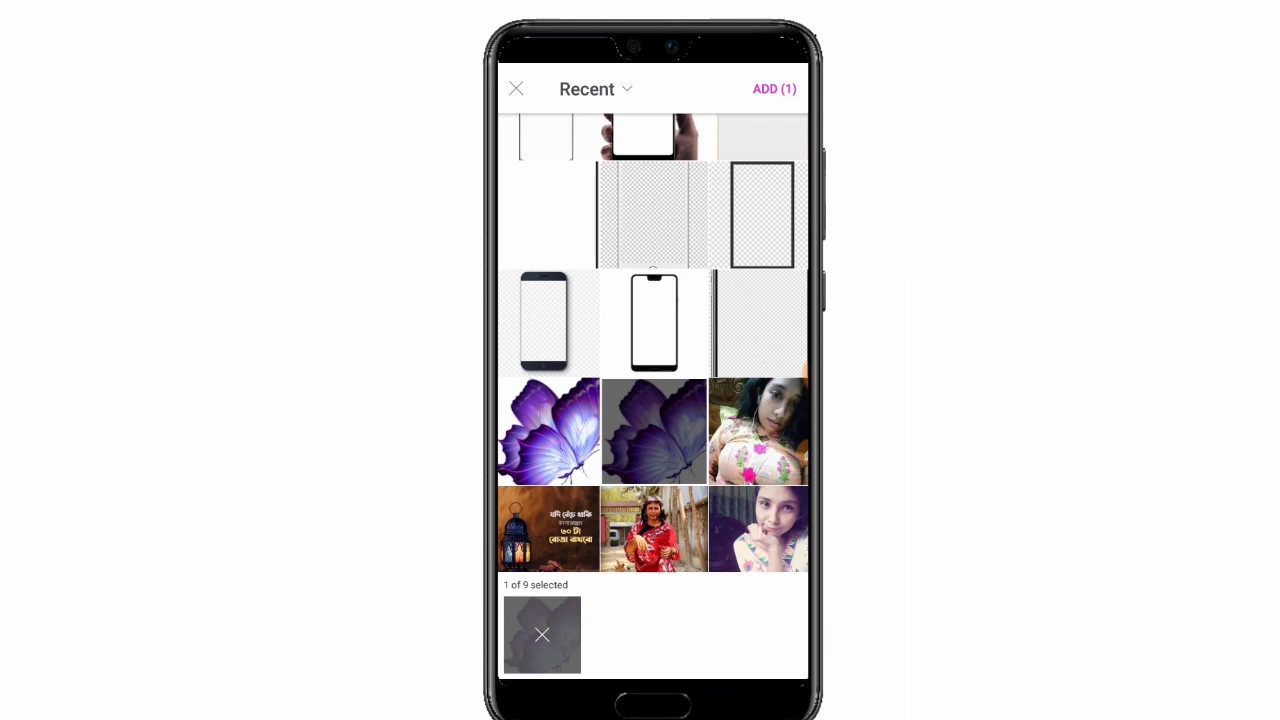 Recent
ADD (1)
যদি বেঁচে থাকি
৩০ টা
রোজা রাখবো
1 of 9 selected